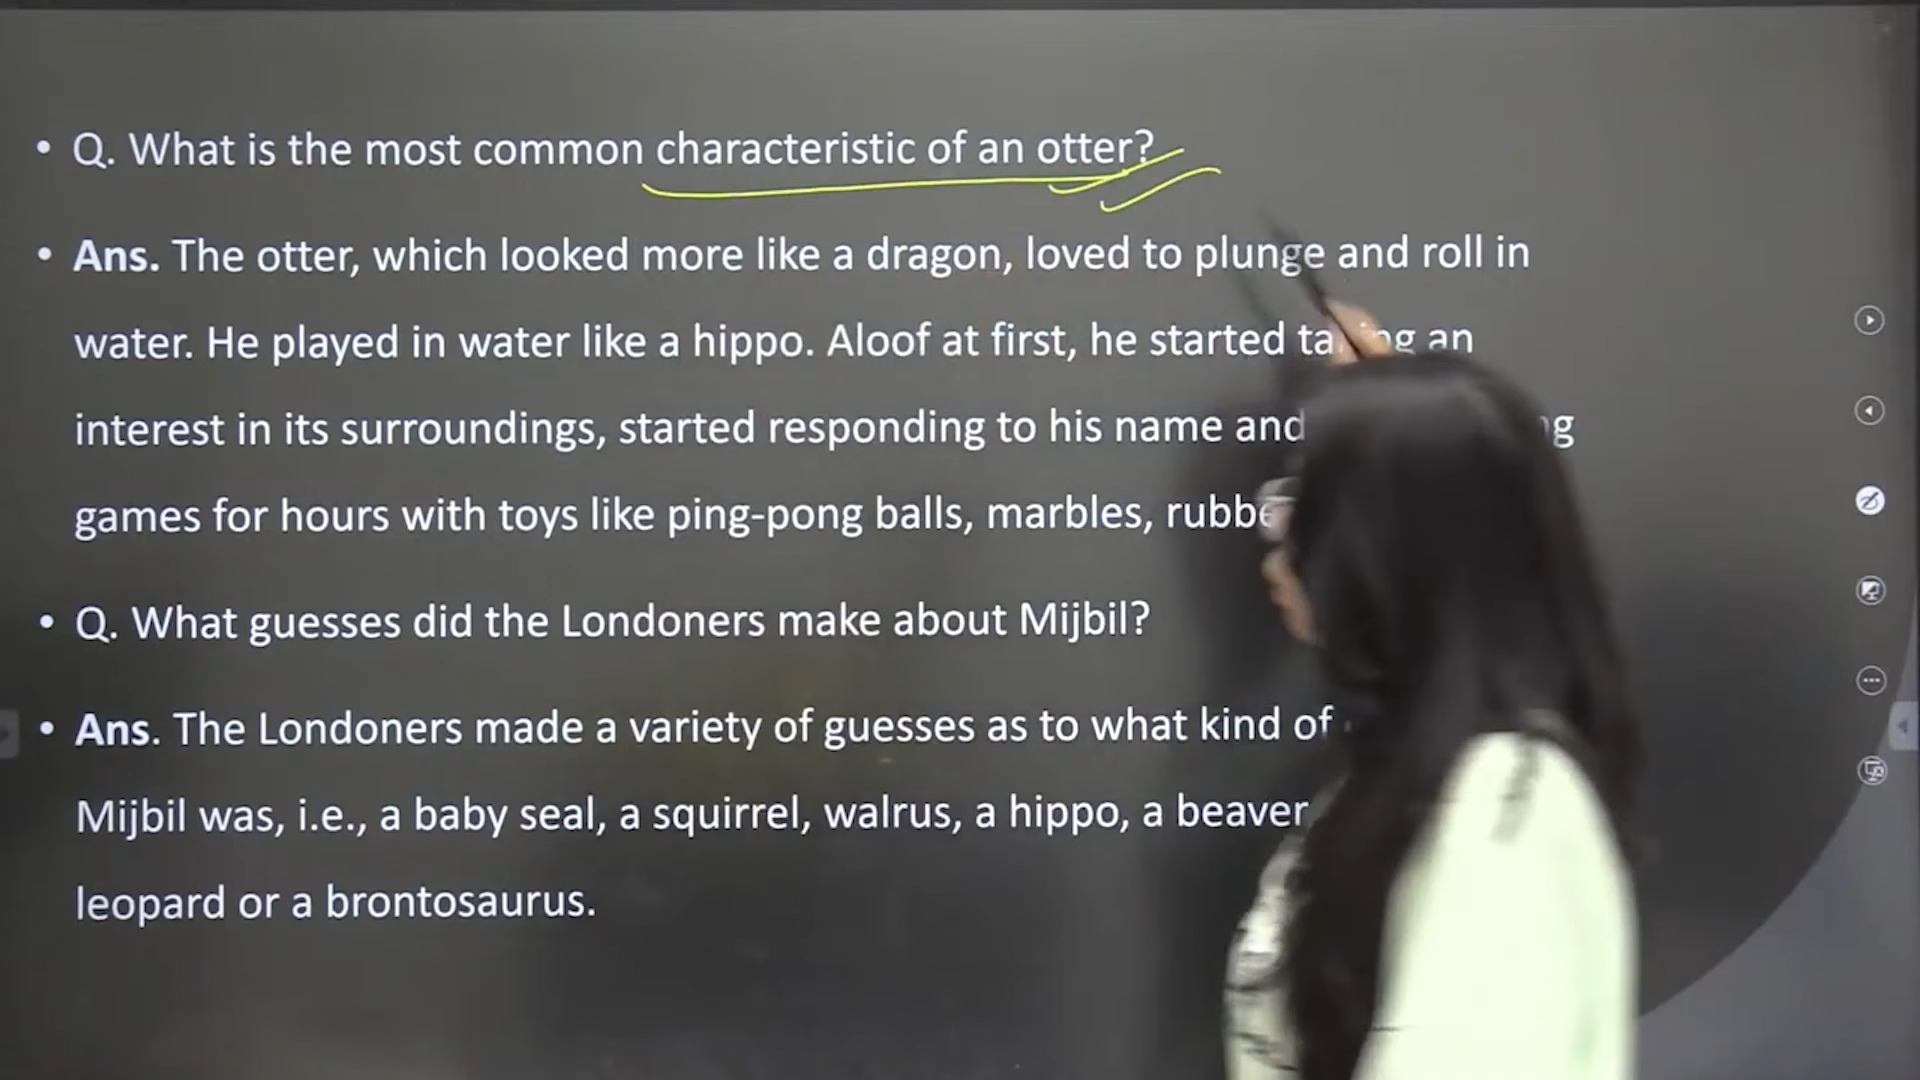 • Q. What is the most common characteristic of an otter?
• Ans. The otter, which looked more like a dragon, loved to plunge and roll in
water. He played in water like a hippo. Aloof at first, he started an
interest in its surroundings, started responding to his name and
games for hours with toys like ping-pong balls, marbles,
• Q. What guesses did the Londoners make about Mijbil?
• Ans. The Londoners made a variety of guesses as to what kind of
Mijbil was, i.e., a baby seal, a squirrel, walrus, a hippo, a beaver
leopard or a brontosaurus.